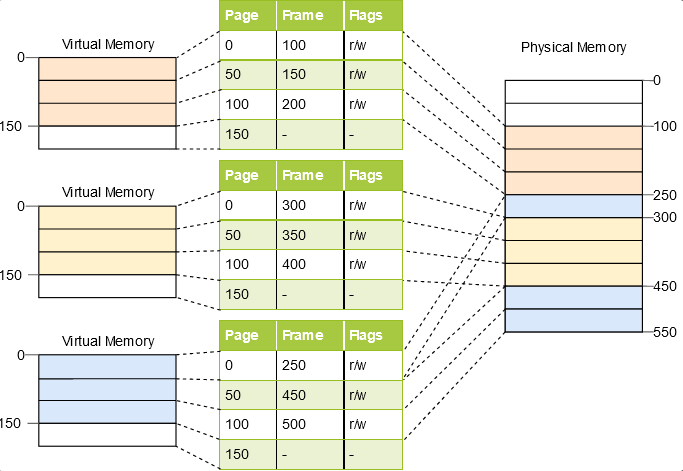 Page Frame Flags
Virtual Memory
0
150
0 100 r/w
50 150 r/w
100 200 r/w
150 - -
Physical Memory
0
100
250
300
450
550
Page Frame Flags
Virtual Memory
0
150
0 300 r/w
50 350 r/w
100 400 r/w
150 - -
Page Frame Flags
Virtual Memory
0
150
0 250 r/w
50 450 r/w
100 500 r/w
150 - -